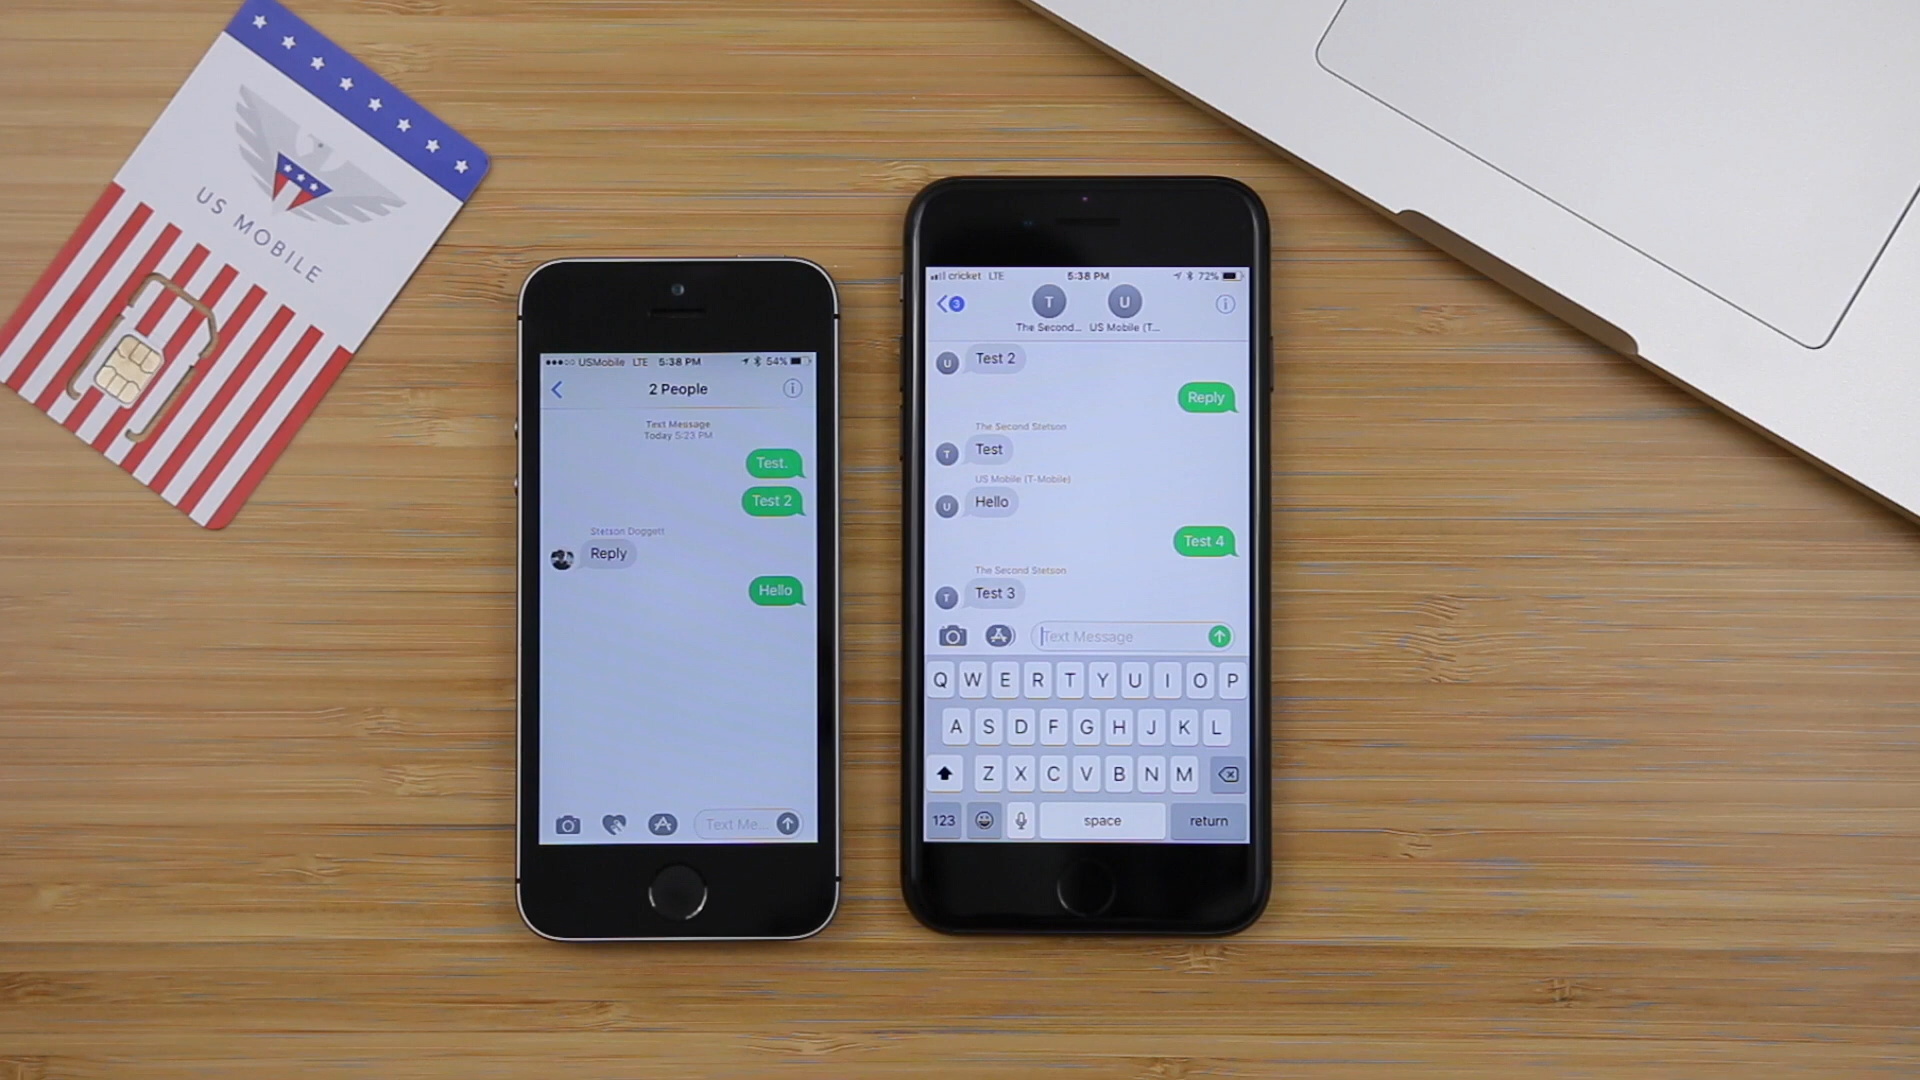 US MOBILE
USMobile LTE 5:38 PM 54%
2 People
Text Message
Today 5:23 PM
Test.
Test 2
Stetson Doggett
Reply
Hello
Text Me...
cricket LTE 5:38 PM 72%
3
T U
The Second... US Mobile (T-...
U Test 2
Reply
The Second Stetson
T Test
US Mobile (T-Mobile)
U Hello
Test 4
The Second Stetson
T Test 3
Text Message
Q W E R T Y U I O P
A S D F G H J K L
Z X C V B N M
123 space return